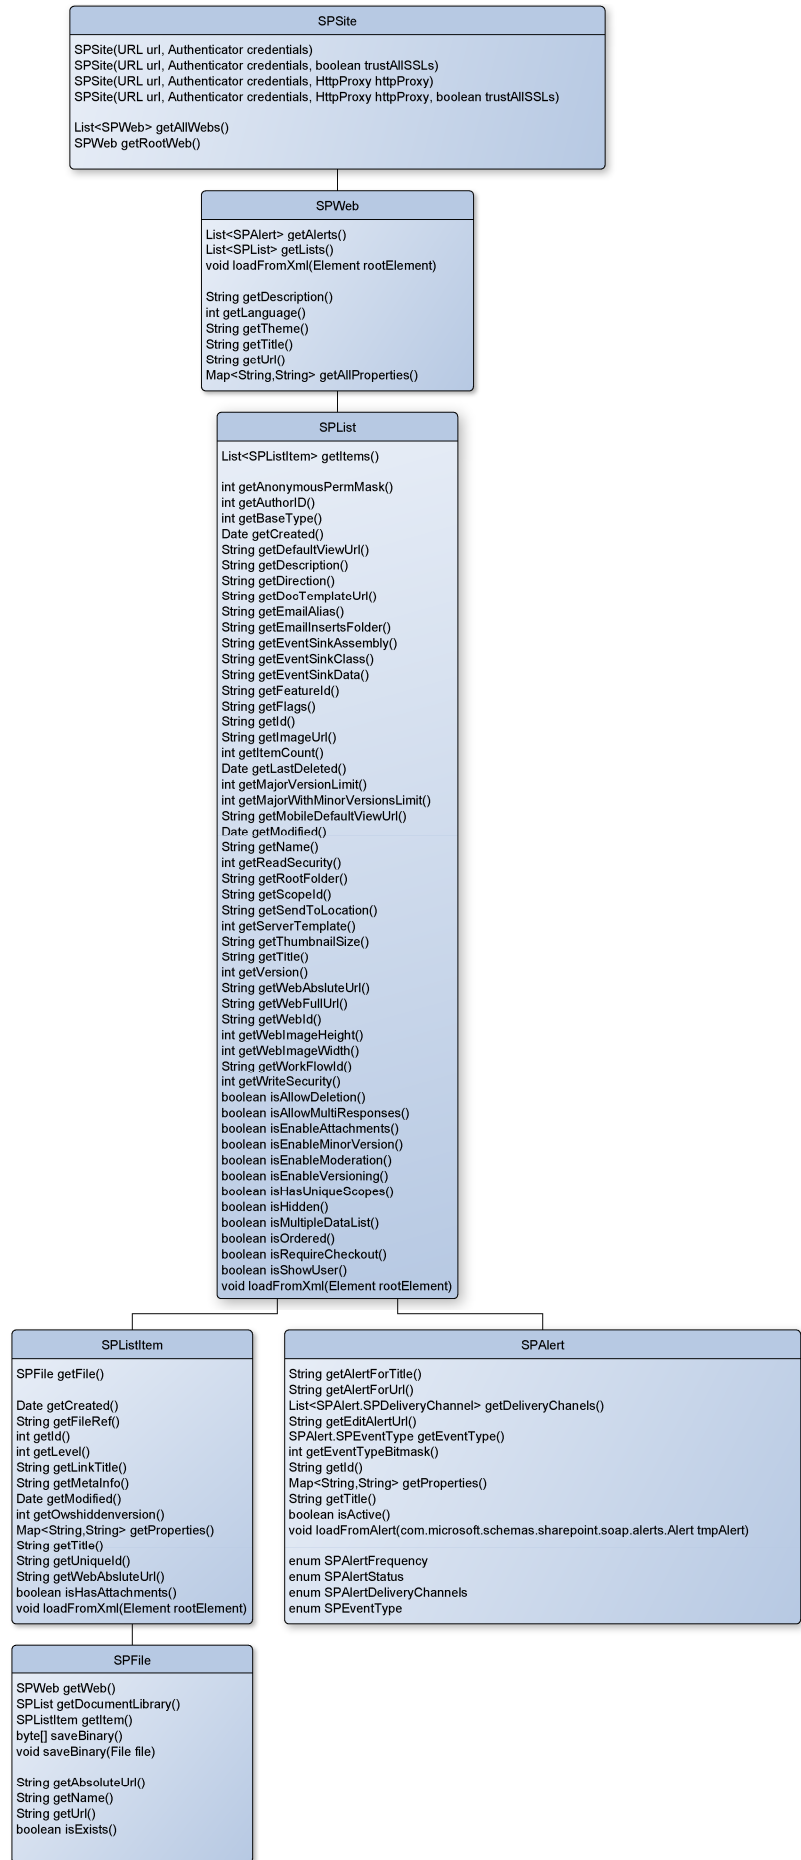 SPSite
SPSite(URL url, Authenticator credentials)
SPSite(URL url, Authenticator credentials, boolean trustAllSSLs)
SPSite(URL url, Authenticator credentials, HttpProxy httpProxy)
SPSite(URL url, Authenticator credentials, HttpProxy httpProxy, boolean trustAllSSLs)
List<SPWeb> getAllWebs()
SPWeb getRootWeb()
SPWeb
List<SPAlert> getAlerts()
List<SPList> getLists()
void loadFromXml(Element rootElement)
String getDescription()
int getLanguage()
String getTheme()
String getTitle()
String getUrl()
Map<String,String> getAllProperties()
SPList
List<SPListItem> getItems()
int getAnonymousPermMask()
int getAuthorID()
int getBaseType()
Date getCreated()
String getDefaultViewUrl()
String getDescription()
String getDirection()
String getDocTemplateUrl()
String getEmailAlias()
String getEmailInsertsFolder()
String getEventSinkAssembly()
String getEventSinkClass()
String getEventSinkData()
String getFeatureId()
String getFlags()
String getId()
String getImageUrl()
int getItemCount()
Date getLastDeleted()
int getMajorVersionLimit()
int getMajorWithMinorVersionsLimit()
String getMobileDefaultViewUrl()
Date getModified()
String getName()
int getReadSecurity()
String getRootFolder()
String getScopeId()
String getSendToLocation()
int getServerTemplate()
String getThumbnailSize()
String getTitle()
int getVersion()
String getWebAbsluteUrl()
String getWebFullUrl()
String getWebId()
int getWebImageHeight()
int getWebImageWidth()
String getWorkFlowId()
int getWriteSecurity()
boolean isAllowDeletion()
boolean isAllowMultiResponses()
boolean isEnableAttachments()
boolean isEnableMinorVersion()
boolean isEnableModeration()
boolean isEnableVersioning()
boolean isHasUniqueScopes()
boolean isHidden()
boolean isMultipleDataList()
boolean isOrdered()
boolean isRequireCheckout()
boolean isShowUser()
void loadFromXml(Element rootElement)
SPListItem
SPFile getFile()
Date getCreated()
String getFileRef()
int getId()
int getLevel()
String getLinkTitle()
String getMetaInfo()
Date getModified()
int getOwshiddenversion()
Map<String,String> getProperties()
String getTitle()
String getUniqueId()
String getWebAbsluteUrl()
boolean isHasAttachments()
void loadFromXml(Element rootElement)
SPAlert
String getAlertForTitle()
String getAlertForUrl()
List<SPAlert.SPDeliveryChannel> getDeliveryChanels()
String getEditAlertUrl()
SPAlert.SPEventType getEventType()
int getEventTypeBitmask()
String getId()
Map<String,String> getProperties()
String getTitle()
boolean isActive()
void loadFromAlert(com.microsoft.schemas.sharepoint.soap.alerts.Alert tmpAlert)
enum SPAlertFrequency
enum SPAlertStatus
enum SPAlertDeliveryChannels
enum SPEventType
SPFile
SPWeb getWeb()
SPList getDocumentLibrary()
SPListItem getItem()
byte[] saveBinary()
void saveBinary(File file)
String getAbsoluteUrl()
String getName()
String getUrl()
boolean isExists()